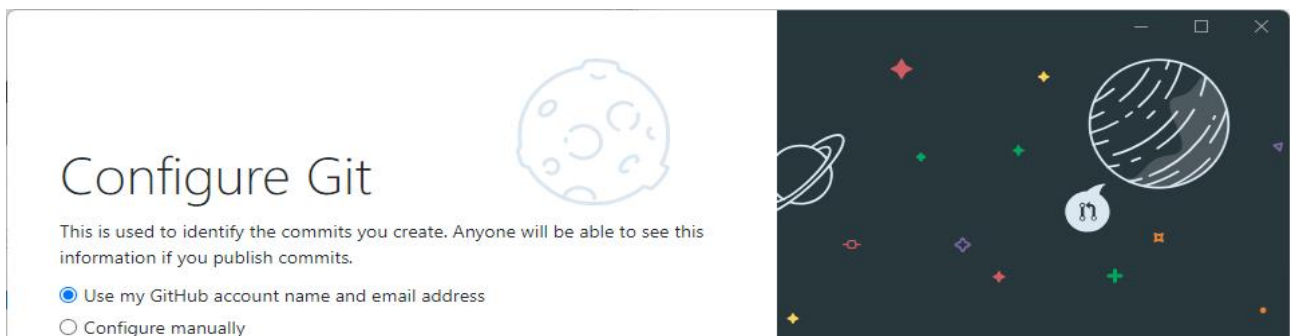 Configure Git
This is used to identify the commits you create. Anyone will be able to see this
information if you publish commits.
Use my GitHub account name and email address
Configure manually